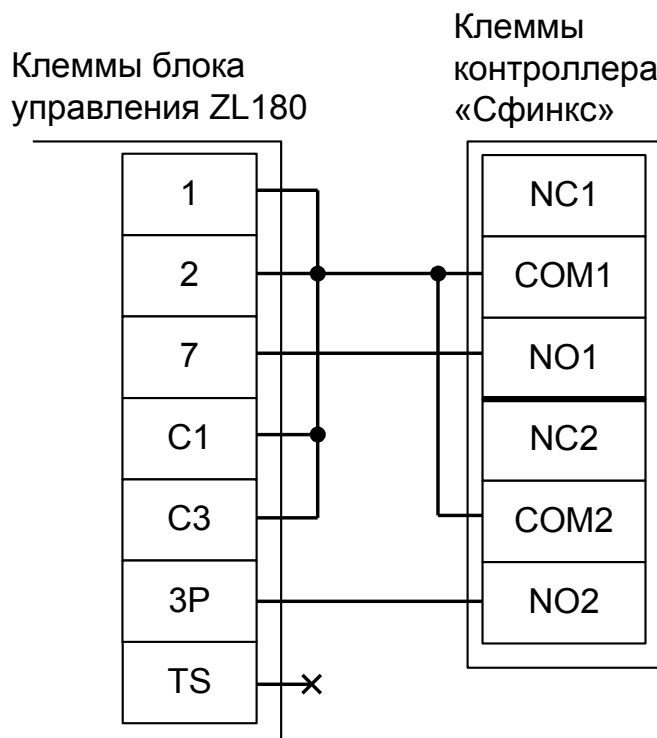 Клеммы блока
управления ZL180
Клеммы
контроллера
«Сфинкс»
1
2
7
C1
C3
3P
TS
NC1
COM1
NO1
NC2
COM2
NO2